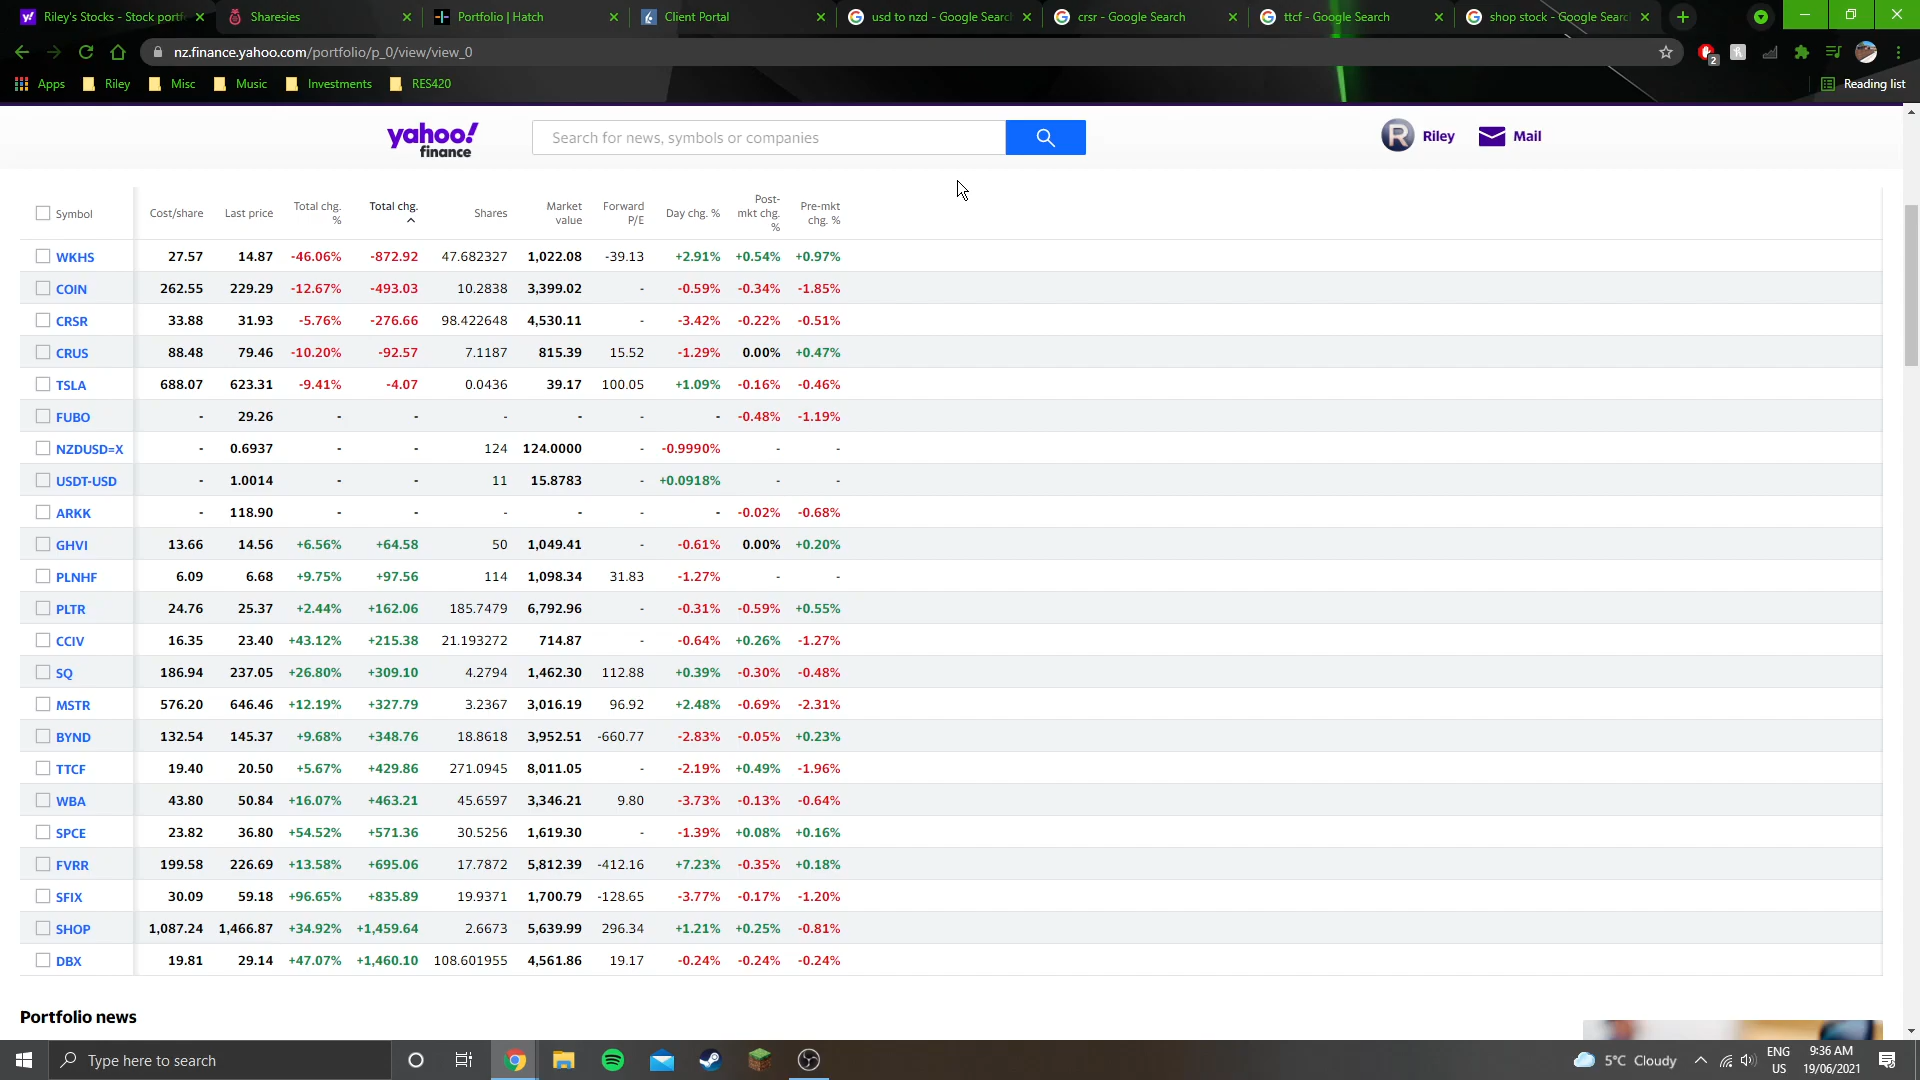 Riley's Stocks - Stock portf
Sharesies
Portfolio | Hatch
Client Portal
usd to nzd - Google Search
crsr - Google Search
ttcf - Google Search
shop stock - Google Searc
nz.finance.yahoo.com/portfolio/p_0/view/view_0
2
Apps Riley Misc Music Investments RES420 Reading list
yahoo! finance
Search for news, symbols or companies
R Riley Mail
Symbol Cost/share Last price Total chg. % Total chg. Shares Market value Forward P/E Day chg. % Post-mkt chg. % Pre-mkt chg. %
WKHS 27.57 14.87 -46.06% -872.92 47.682327 1,022.08 -39.13 +2.91% +0.54% +0.97%
COIN 262.55 229.29 -12.67% -493.03 10.2838 3,399.02 - -0.59% -0.34% -1.85%
CRSR 33.88 31.93 -5.76% -276.66 98.422648 4,530.11 - -3.42% -0.22% -0.51%
CRUS 88.48 79.46 -10.20% -92.57 7.1187 815.39 15.52 -1.29% 0.00% +0.47%
TSLA 688.07 623.31 -9.41% -4.07 0.0436 39.17 100.05 +1.09% -0.16% -0.46%
FUBO - 29.26 - - - - - - -0.48% -1.19%
NZDUSD=X - 0.6937 - - 124 124.0000 - -0.9990% - -
USDT-USD - 1.0014 - - 11 15.8783 - +0.0918% - -
ARKK - 118.90 - - - - - - -0.02% -0.68%
GHVI 13.66 14.56 +6.56% +64.58 50 1,049.41 - -0.61% 0.00% +0.20%
PLNHF 6.09 6.68 +9.75% +97.56 114 1,098.34 31.83 -1.27% - -
PLTR 24.76 25.37 +2.44% +162.06 185.7479 6,792.96 - -0.31% -0.59% +0.55%
CCIV 16.35 23.40 +43.12% +215.38 21.193272 714.87 - -0.64% +0.26% -1.27%
SQ 186.94 237.05 +26.80% +309.10 4.2794 1,462.30 112.88 +0.39% -0.30% -0.48%
MSTR 576.20 646.46 +12.19% +327.79 3.2367 3,016.19 96.92 +2.48% -0.69% -2.31%
BYND 132.54 145.37 +9.68% +348.76 18.8618 3,952.51 -660.77 -2.83% -0.05% +0.23%
TTCF 19.40 20.50 +5.67% +429.86 271.0945 8,011.05 - -2.19% +0.49% -1.96%
WBA 43.80 50.84 +16.07% +463.21 45.6597 3,346.21 9.80 -3.73% -0.13% -0.64%
SPCE 23.82 36.80 +54.52% +571.36 30.5256 1,619.30 - -1.39% +0.08% +0.16%
FVRR 199.58 226.69 +13.58% +695.06 17.7872 5,812.39 -412.16 +7.23% -0.35% +0.18%
SFIX 30.09 59.18 +96.65% +835.89 19.9371 1,700.79 -128.65 -3.77% -0.17% -1.20%
SHOP 1,087.24 1,466.87 +34.92% +1,459.64 2.6673 5,639.99 296.34 +1.21% +0.25% -0.81%
DBX 19.81 29.14 +47.07% +1,460.10 108.601955 4,561.86 19.17 -0.24% -0.24% -0.24%
Portfolio news
Type here to search
5°C Cloudy
ENG
US
9:36 AM
19/06/2021